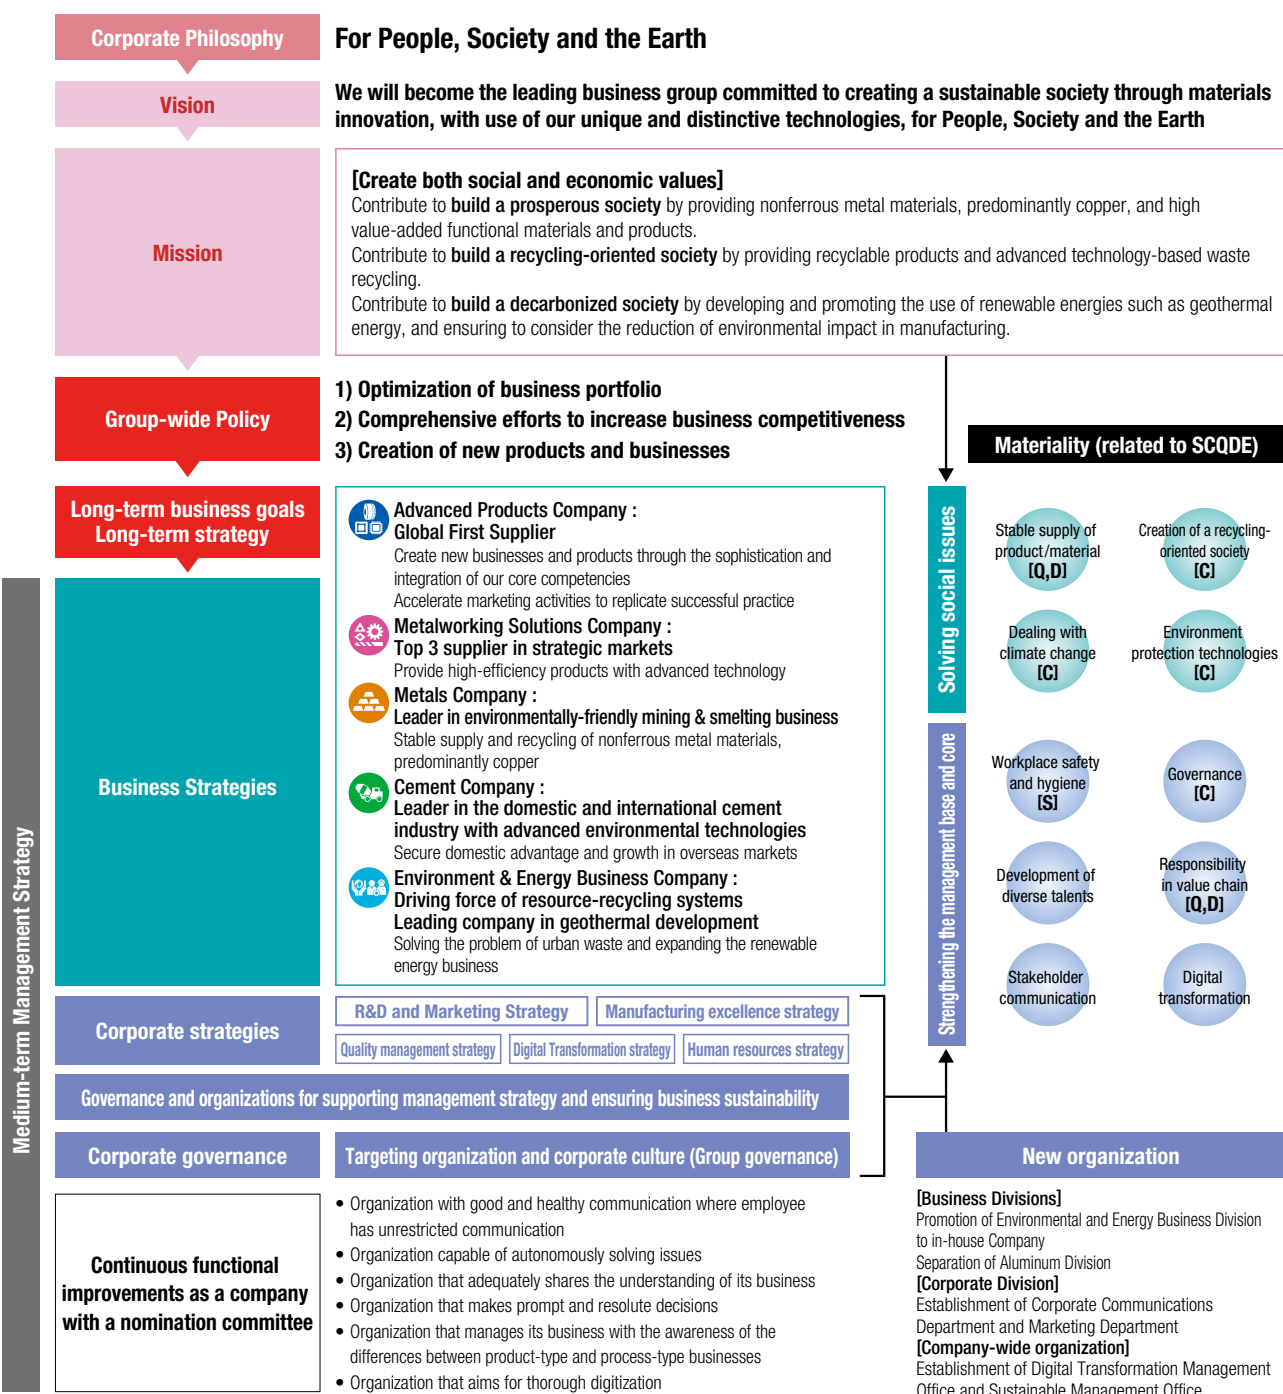 Corporate Philosophy
For People, Society and the Earth
Vision
We will become the leading business group committed to creating a sustainable society through materials
innovation, with use of our unique and distinctive technologies, for People, Society and the Earth
Mission
[Create both social and economic values]
Contribute to build a prosperous society by providing nonferrous metal materials, predominantly copper, and high
value-added functional materials and products.
Contribute to build a recycling-oriented society by providing recyclable products and advanced technology-based waste
recycling.
Contribute to build a decarbonized society by developing and promoting the use of renewable energies such as geothermal
energy, and ensuring to consider the reduction of environmental impact in manufacturing.
Group-wide Policy
1) Optimization of business portfolio
2) Comprehensive efforts to increase business competitiveness
3) Creation of new products and businesses
Long-term business goals
Long-term strategy
Medium-term Management Strategy
Business Strategies
Advanced Products Company :
Global First Supplier
Create new businesses and products through the sophistication and
integration of our core competencies
Accelerate marketing activities to replicate successful practice
Metalworking Solutions Company :
Top 3 supplier in strategic markets
Provide high-efficiency products with advanced technology
Metals Company :
Leader in environmentally-friendly mining & smelting business
Stable supply and recycling of nonferrous metal materials,
predominantly copper
Cement Company :
Leader in the domestic and international cement
industry with advanced environmental technologies
Secure domestic advantage and growth in overseas markets
Environment & Energy Business Company :
Driving force of resource-recycling systems
Leading company in geothermal development
Solving the problem of urban waste and expanding the renewable
energy business
Materiality (related to SCQDE)
Solving social issues
Stable supply of
product/material
[Q,D]
Creation of a recycling-
oriented society
[C]
Dealing with
climate change
[C]
Environment
protection technologies
[C]
Strengthening the management base and core
Workplace safety
and hygiene
[S]
Governance
[C]
Development of
diverse talents
Responsibility
in value chain
[Q,D]
Stakeholder
communication
Digital
transformation
Corporate strategies
R&D and Marketing Strategy
Manufacturing excellence strategy
Quality management strategy
Digital Transformation strategy
Human resources strategy
Governance and organizations for supporting management strategy and ensuring business sustainability
Corporate governance
Targeting organization and corporate culture (Group governance)
Continuous functional
improvements as a company
with a nomination committee
• Organization with good and healthy communication where employee
has unrestricted communication
• Organization capable of autonomously solving issues
• Organization that adequately shares the understanding of its business
• Organization that makes prompt and resolute decisions
• Organization that manages its business with the awareness of the
differences between product-type and process-type businesses
• Organization that aims for thorough digitization
New organization
[Business Divisions]
Promotion of Environmental and Energy Business Division
to in-house Company
Separation of Aluminum Division
[Corporate Division]
Establishment of Corporate Communications
Department and Marketing Department
[Company-wide organization]
Establishment of Digital Transformation Management
Office and Sustainable Management Office